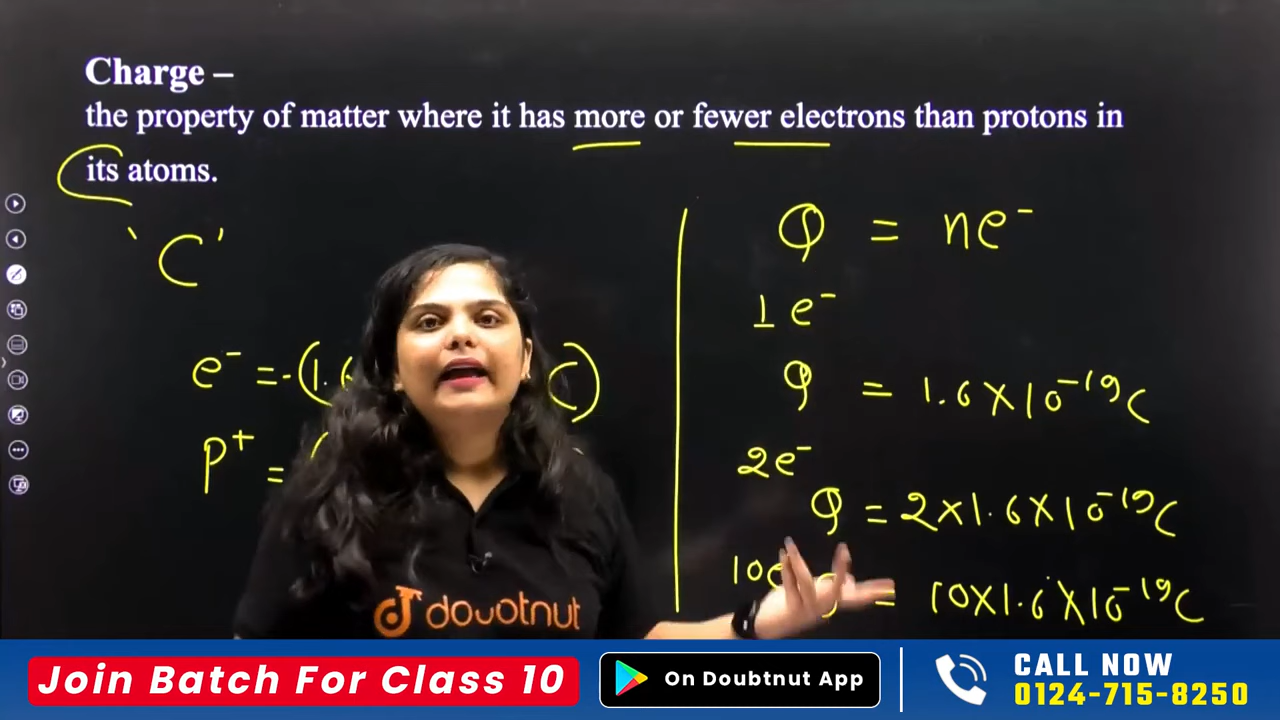 Charge –
the property of matter where it has more or fewer electrons than protons in
its atoms.
'C'
e⁻ = -(1.6 C)
P⁺ = (
Q = ne⁻
1e⁻
Q = 1.6×10⁻¹⁹C
2e⁻
Q = 2×1.6×10⁻¹⁹C
10e
= 10×1.6×10⁻¹⁹C
doubtnut
Join Batch For Class 10
On Doubtnut App
CALL NOW
0124-715-8250